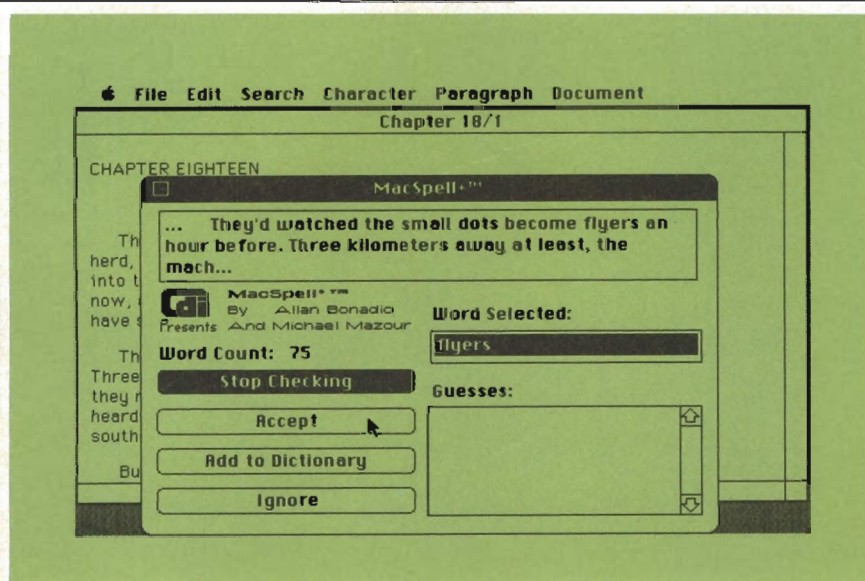 File Edit Search Character Paragraph Document
Chapter 18/1
CHAPTER EIGHTEEN
MacSpell+™
... They'd watched the small dots become flyers an
hour before. Three kilometers away at least, the
mach...
Th
herd,
into t
now,
have s
Th
Three
they r
heard
south
Bu
Cdi
Presents
MacSpell+™
By Allan Bonadio
And Michael Mazour
Word Count: 75
Stop Checking
Accept
Add to Dictionary
Ignore
Word Selected:
flyers
Guesses: